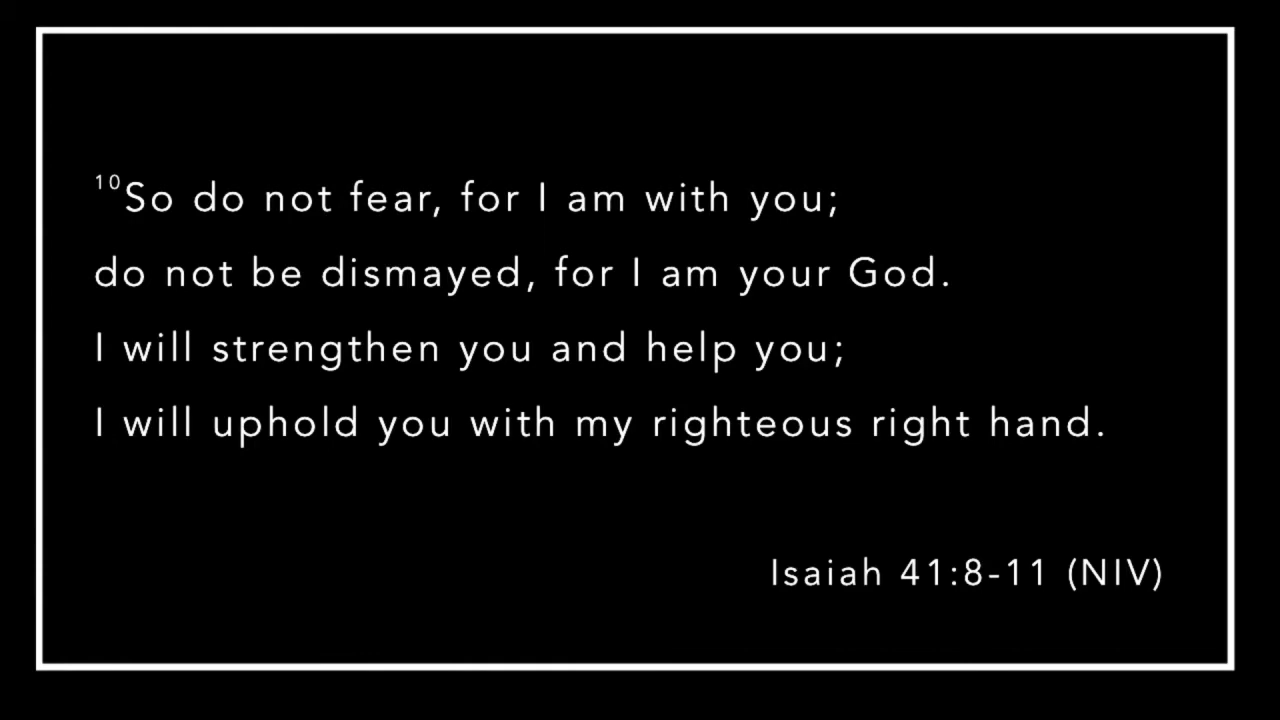 ¹⁰So do not fear, for I am with you;
do not be dismayed, for I am your God.
I will strengthen you and help you;
I will uphold you with my righteous right hand.
Isaiah 41:8-11 (NIV)